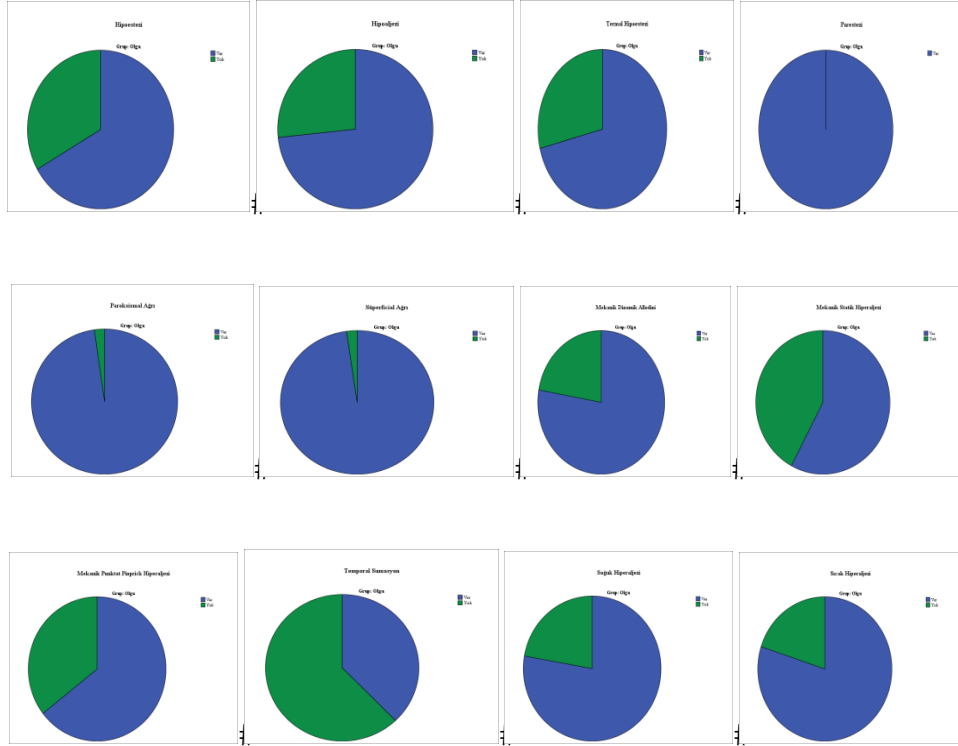 Hipoestezi
Grup: Olgu
Var
Yok
Hipoaljezi
Grup: Olgu
Var
Yok
Termal Hipoestezi
Grup: Olgu
Var
Yok
Parestezi
Grup: Olgu
Var
Paroksismal Ağrı
Grup: Olgu
Var
Yok
Süperficial Ağrı
Grup: Olgu
Var
Yok
Mekanik Dinamik Allodini
Grup: Olgu
Var
Yok
Mekanik Statik Hiperaljezi
Grup: Olgu
Var
Yok
Mekanik Punktat Pinprick Hiperaljezi
Grup: Olgu
Var
Yok
Temporal Sumasyon
Grup: Olgu
Var
Yok
Soğuk Hiperaljezi
Grup: Olgu
Var
Yok
Sıcak Hiperaljezi
Grup: Olgu
Var
Yok